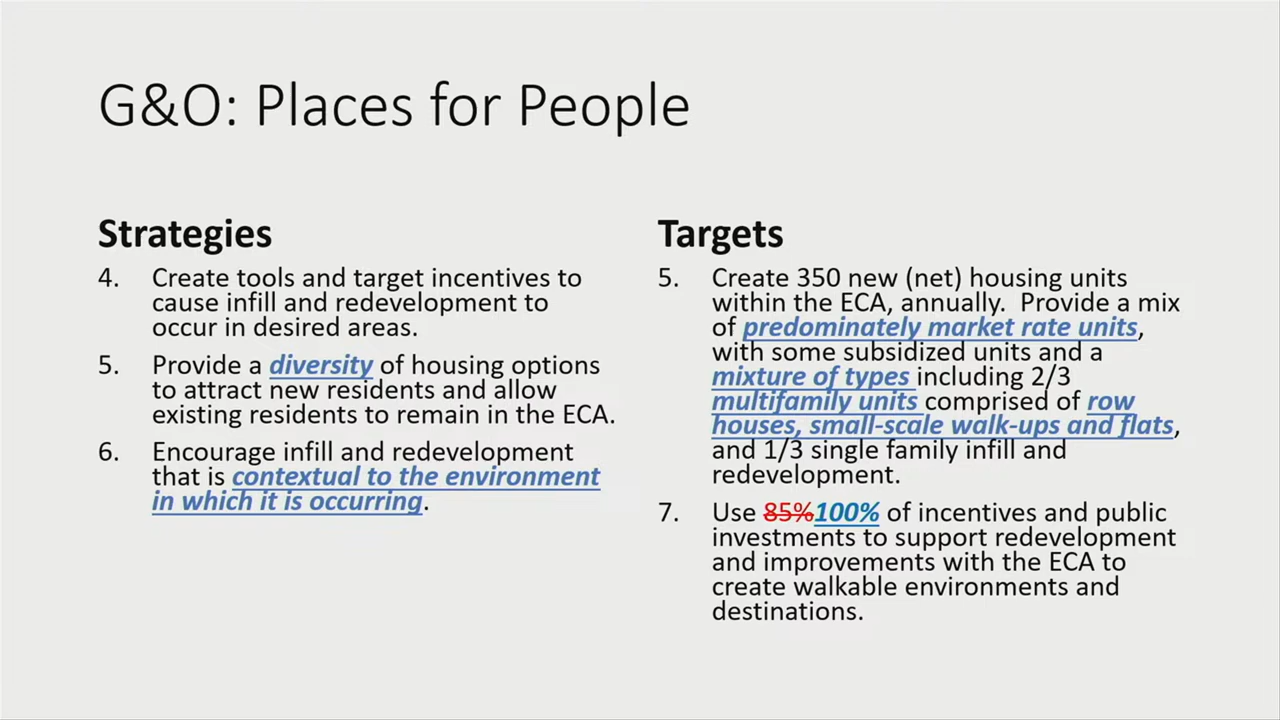 G&O: Places for People
Strategies
4. Create tools and target incentives to
cause infill and redevelopment to
occur in desired areas.
5. Provide a diversity of housing options
to attract new residents and allow
existing residents to remain in the ECA.
6. Encourage infill and redevelopment
that is contextual to the environment
in which it is occurring.
Targets
5. Create 350 new (net) housing units
within the ECA, annually. Provide a mix
of predominately market rate units,
with some subsidized units and a
mixture of types including 2/3
multifamily units comprised of row
houses, small-scale walk-ups and flats,
and 1/3 single family infill and
redevelopment.
7. Use 85%100% of incentives and public
investments to support redevelopment
and improvements with the ECA to
create walkable environments and
destinations.